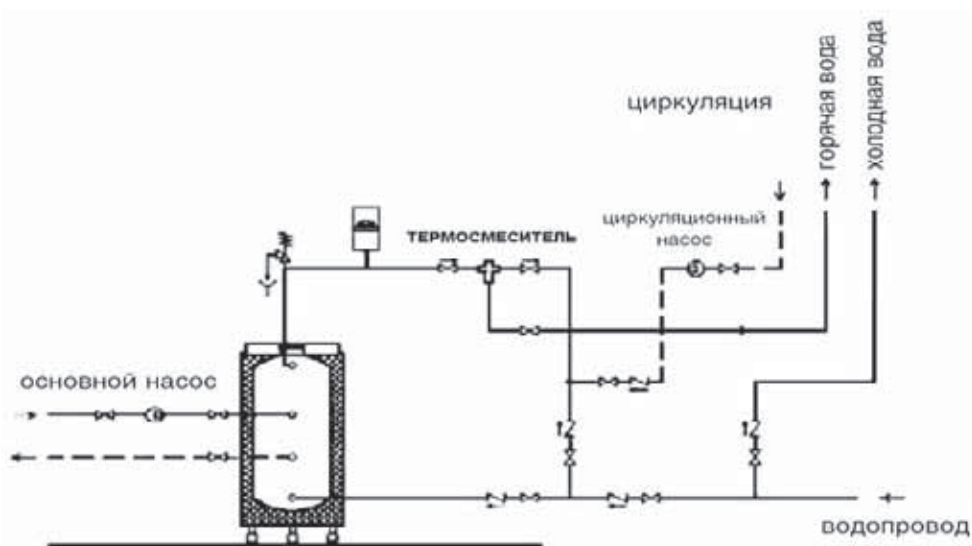 циркуляция
горячая вода
холодная вода
циркуляционный
насос
ТЕРМОСМЕСИТЕЛЬ
основной насос
водопровод